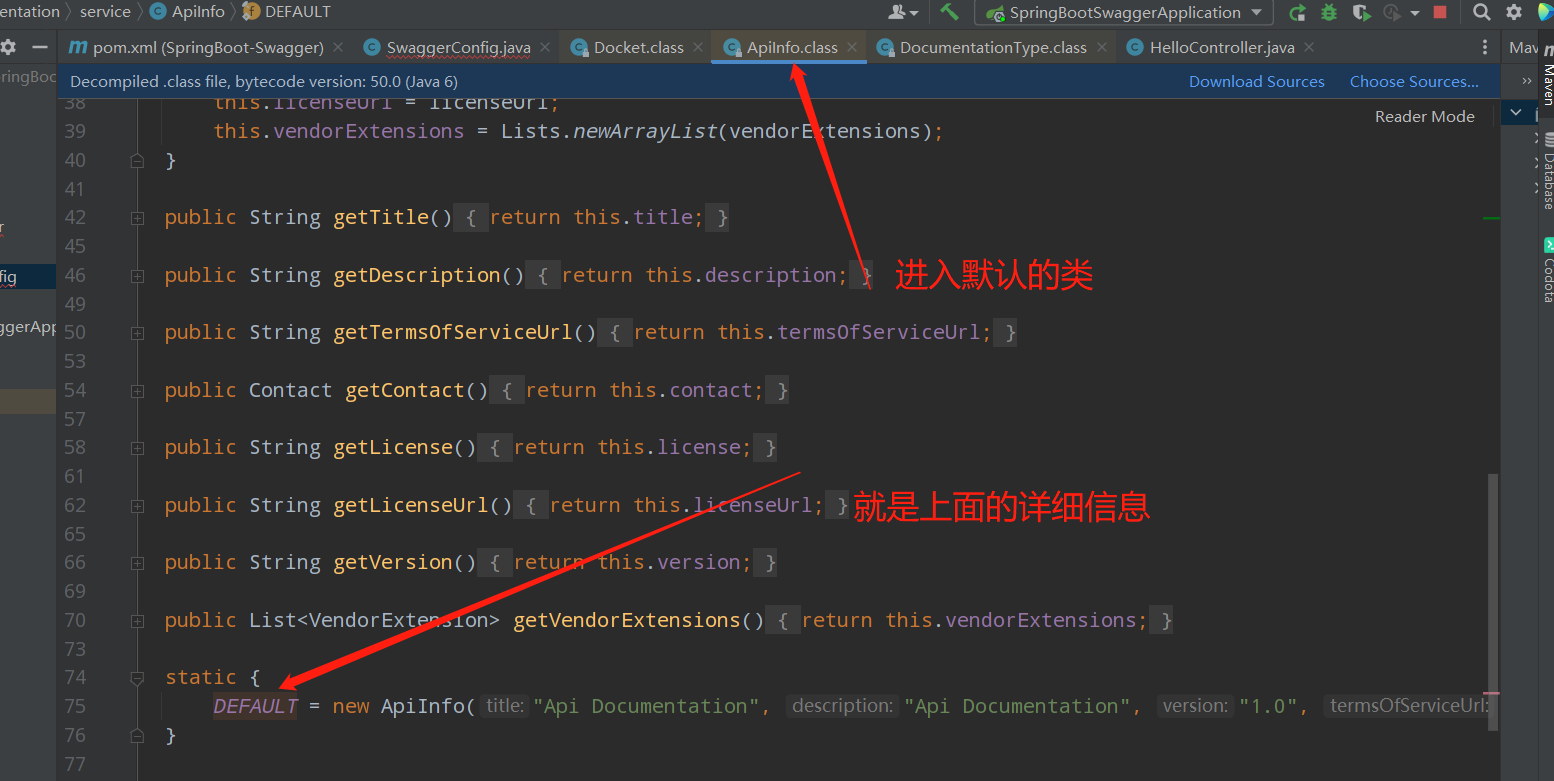 entation service ApiInfo DEFAULT SpringBootSwaggerApplication
pom.xml (SpringBoot-Swagger) SwaggerConfig.java Docket.class ApiInfo.class DocumentationType.class HelloController.java Mav
Decompiled .class file, bytecode version: 50.0 (Java 6) Download Sources Choose Sources...
Reader Mode
38 this.licenseUrl = licenseUrl;
39 this.vendorExtensions = Lists.newArrayList(vendorExtensions);
40 }
41
42 public String getTitle() { return this.title; }
45
46 public String getDescription() { return this.description; } 进入默认的类
49
50 public String getTermsOfServiceUrl() { return this.termsOfServiceUrl; }
53
54 public Contact getContact() { return this.contact; }
57
58 public String getLicense() { return this.license; }
61
62 public String getLicenseUrl() { return this.licenseUrl; } 就是上面的详细信息
65
66 public String getVersion() { return this.version; }
69
70 public List<VendorExtension> getVendorExtensions() { return this.vendorExtensions; }
73
74 static {
75 DEFAULT = new ApiInfo( title: "Api Documentation", description: "Api Documentation", version: "1.0", termsOfServiceUrl:
76 }
77
ringBoo
fig
ggerApp
Maven
Database
Codota